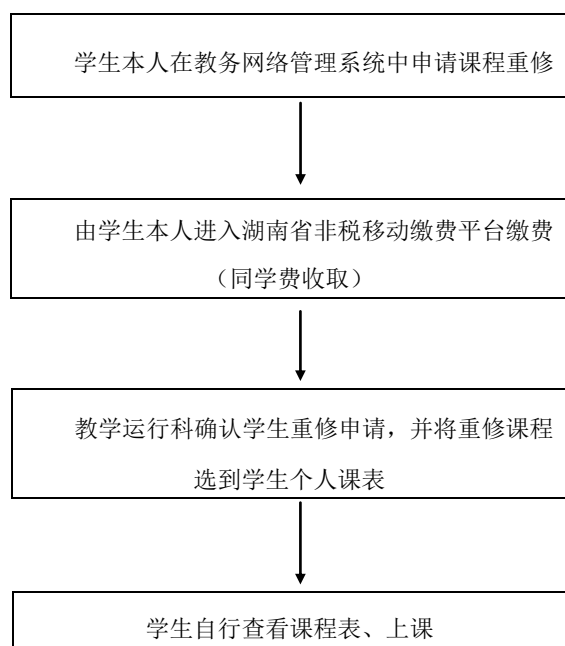 学生本人在教务网络管理系统中申请课程重修
由学生本人进入湖南省非税移动缴费平台缴费
（同学费收取）
教学运行科确认学生重修申请，并将重修课程
选到学生个人课表
学生自行查看课程表、上课